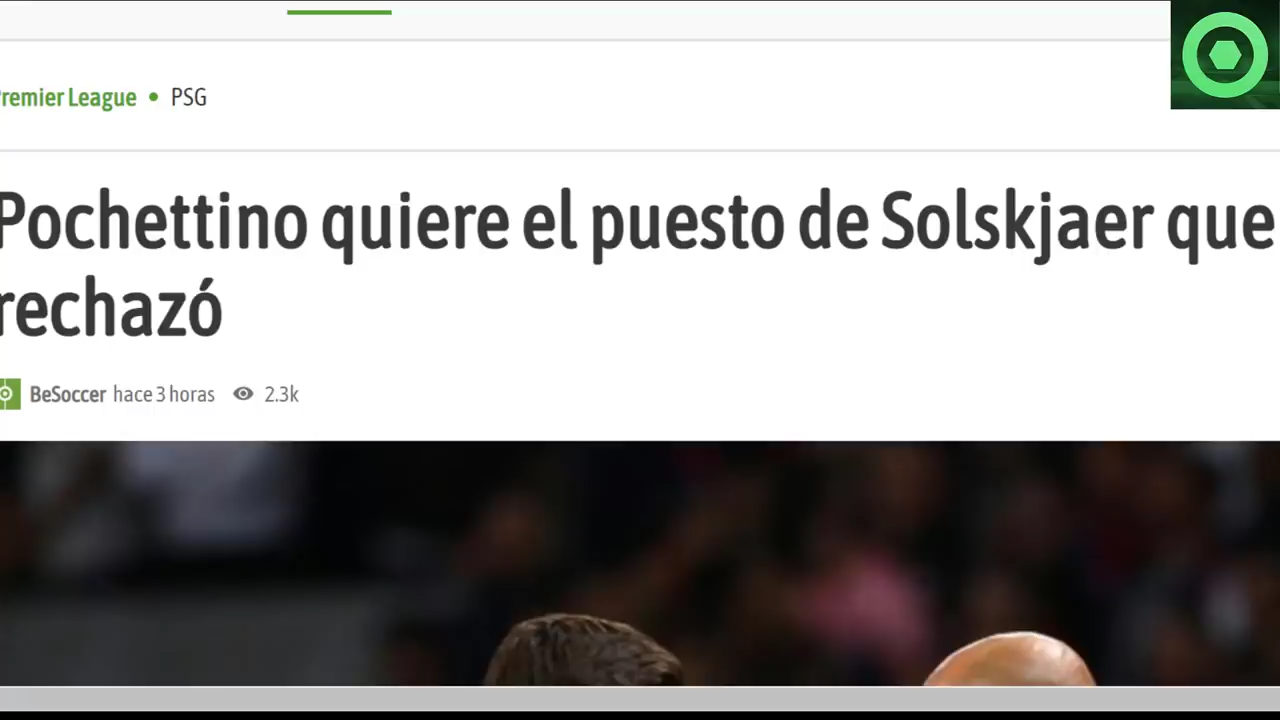 remier League • PSG
Pochettino quiere el puesto de Solskjaer que
rechazó
BeSoccer hace 3 horas 2.3k